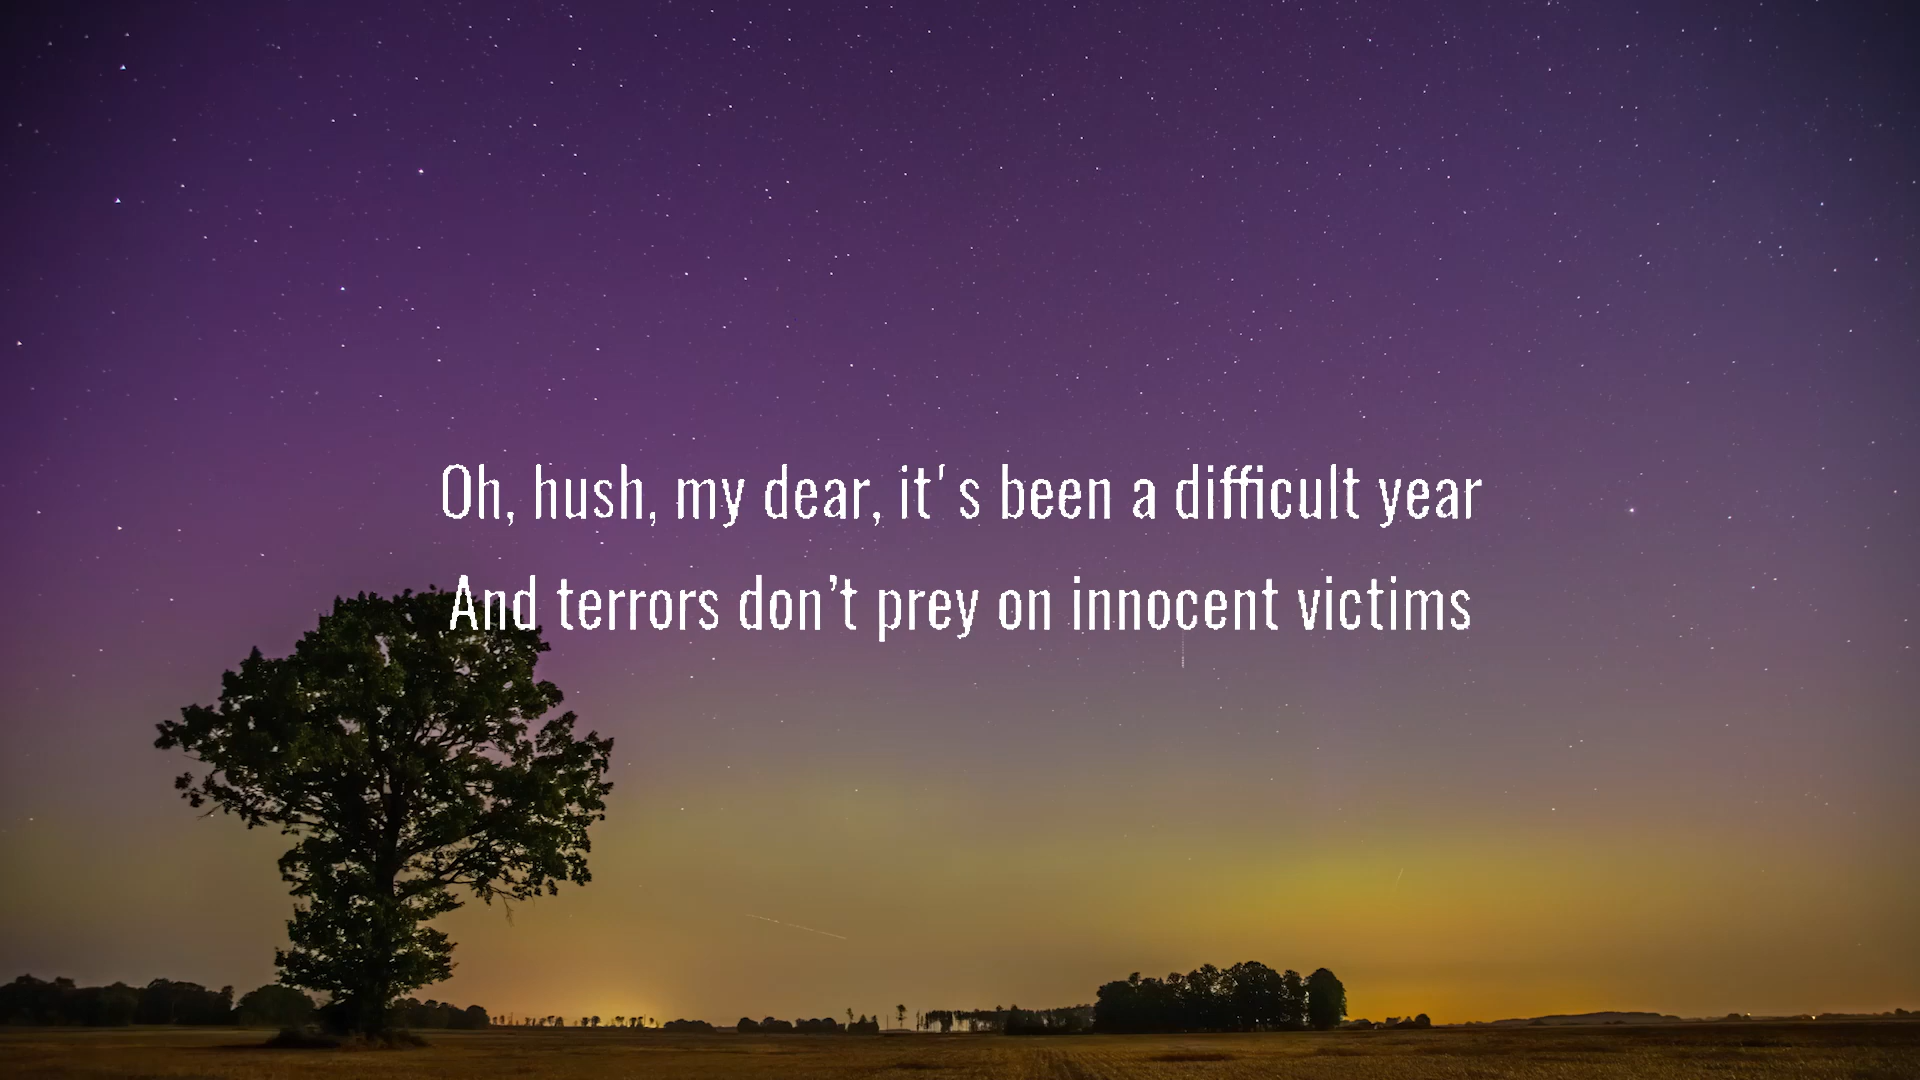 Oh, hush, my dear, it's been a difficult year
And terrors don’t prey on innocent victims